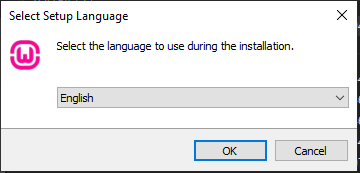 Select Setup Language
Select the language to use during the installation.
English
OK
Cancel